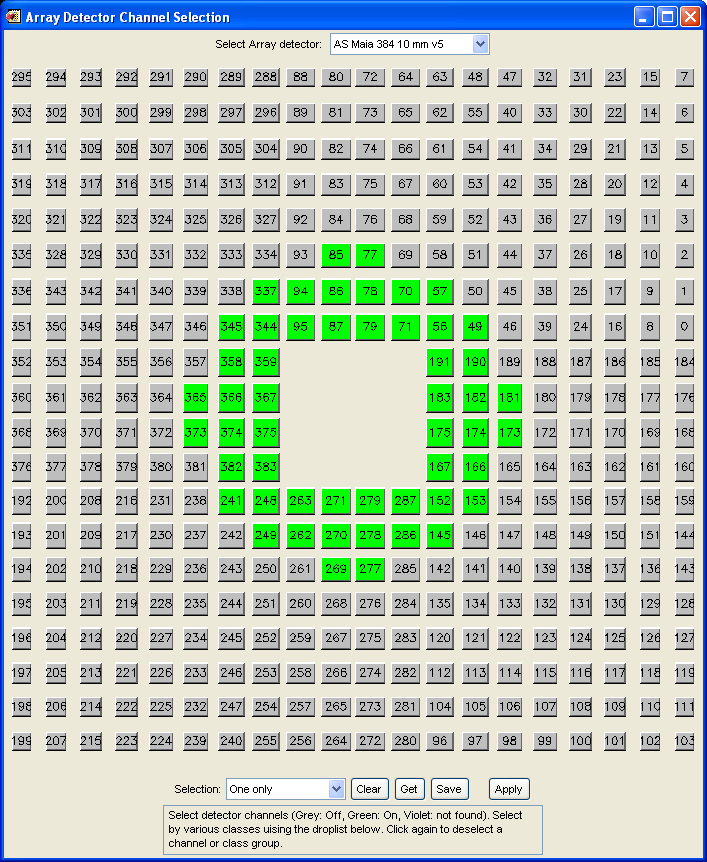 Array Detector Channel Selection
Select Array detector: AS Maia 384 10 mm v5
295 294 293 292 291 290 289 288 88 80 72 64 63 48 47 32 31 23 15 7
303 302 301 300 299 298 297 296 89 81 73 65 62 55 40 33 30 22 14 6
311 310 309 308 307 306 305 304 90 82 74 66 61 54 41 34 29 21 13 5
319 318 317 316 315 314 313 312 91 83 75 67 60 53 42 35 28 20 12 4
320 321 322 323 324 325 326 327 92 84 76 68 59 52 43 36 27 19 11 3
335 328 329 330 331 332 333 334 93 85 77 69 58 51 44 37 26 18 10 2
336 343 342 341 340 339 338 337 94 86 78 70 57 50 45 38 25 17 9 1
351 350 349 348 347 346 345 344 95 87 79 71 56 49 46 39 24 16 8 0
352 353 354 355 356 357 358 359 191 190 189 188 187 186 185 184
360 361 362 363 364 365 366 367 183 182 181 180 179 178 177 176
368 369 370 371 372 373 374 375 175 174 173 172 171 170 169 168
376 377 378 379 380 381 382 383 167 166 165 164 163 162 161 160
192 200 208 216 231 238 241 248 263 271 279 287 152 153 154 155 156 157 158 159
193 201 209 217 230 237 242 249 262 270 278 286 145 146 147 148 149 150 151 144
194 202 210 218 229 236 243 250 261 269 277 285 142 141 140 139 138 137 136 143
195 203 211 219 228 235 244 251 260 268 276 284 135 134 133 132 131 130 129 128
196 204 212 220 227 234 245 252 259 267 275 283 120 121 122 123 124 125 126 127
197 205 213 221 226 233 246 253 258 266 274 282 112 113 114 115 116 117 118 119
198 206 214 222 225 232 247 254 257 265 273 281 104 105 106 107 108 109 110 111
199 207 215 223 224 239 240 255 256 264 272 280 96 97 98 99 100 101 102 103
Selection: One only Clear Get Save Apply
Select detector channels (Grey: Off, Green: On, Violet: not found). Select
by various classes uising the droplist below. Click again to deselect a
channel or class group.